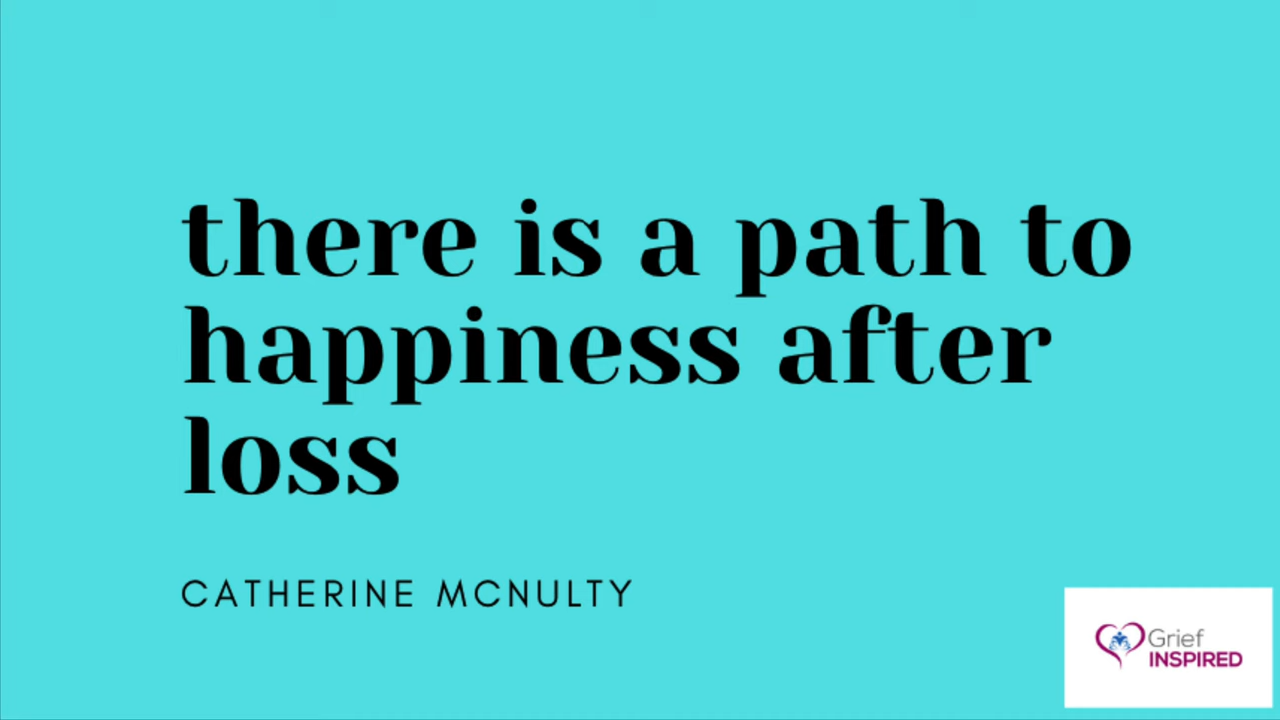 there is a path to
happiness after
loss
CATHERINE MCNULTY
Grief
INSPIRED